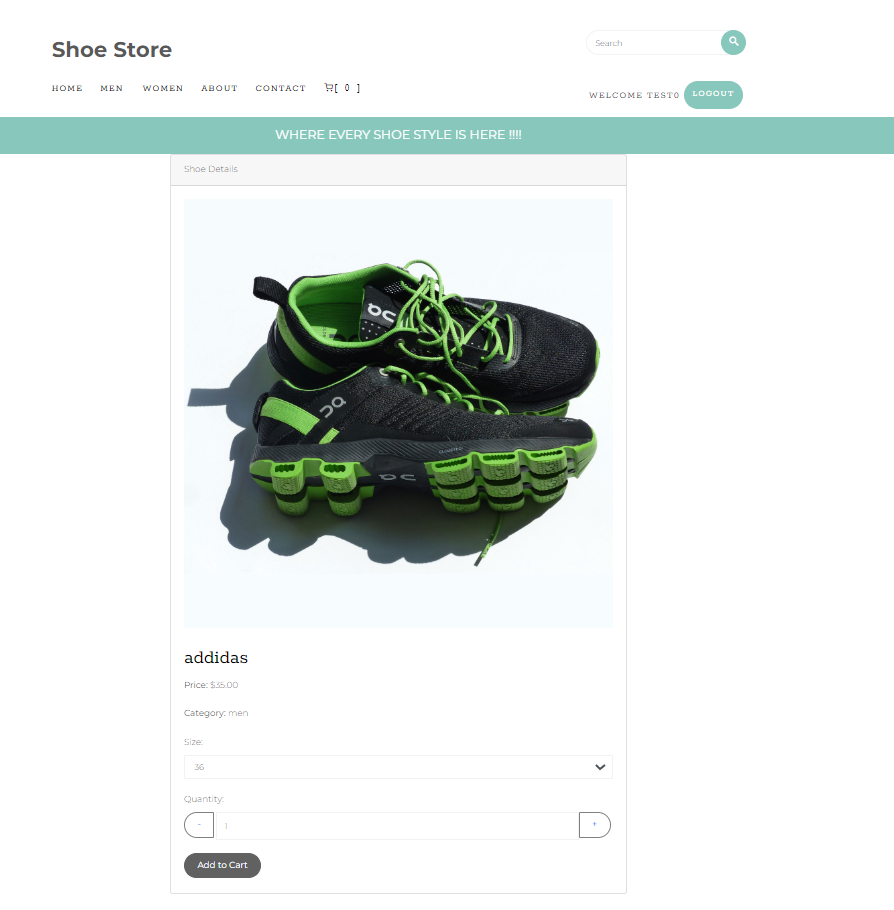 Shoe Store
Search
HOME MEN WOMEN ABOUT CONTACT [ 0 ]
WELCOME TEST0 LOGOUT
WHERE EVERY SHOE STYLE IS HERE !!!!
Shoe Details
addidas
Price: $35.00
Category: men
Size:
36
Quantity:
- 1 +
Add to Cart